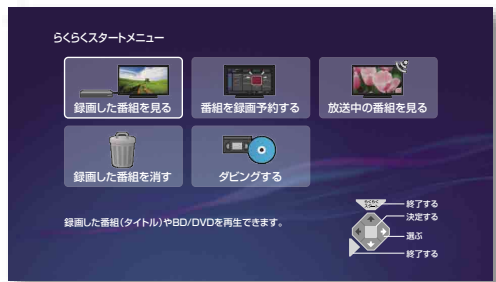 らくらくスタートメニュー
録画した番組を見る
番組を録画予約する
放送中の番組を見る
録画した番組を消す
ダビングする
録画した番組(タイトル)やBD/DVDを再生できます。
終了する
決定する
選ぶ
終了する